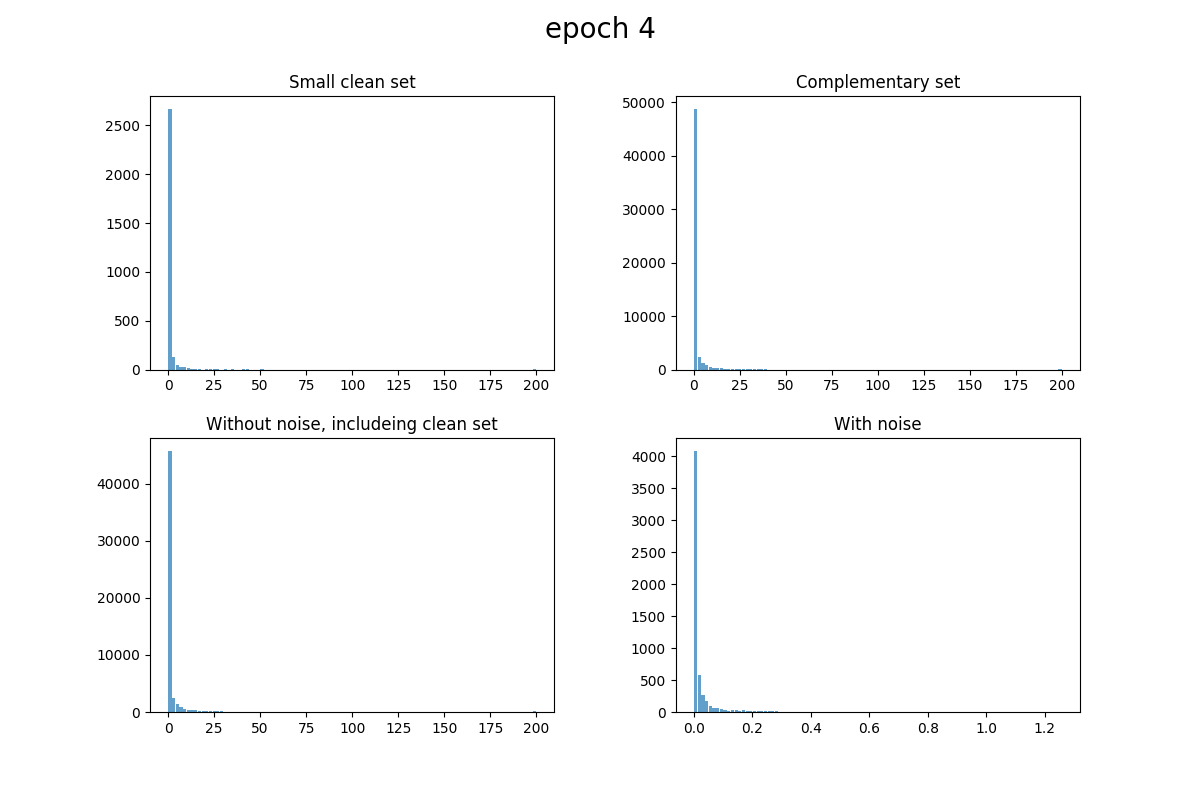 epoch 4
Small clean set
Complementary set
2500
2000
1500
1000
500
0
0 25 50 75 100 125 150 175 200
50000
40000
30000
20000
10000
0
0 25 50 75 100 125 150 175 200
Without noise, includeing clean set
With noise
40000
30000
20000
10000
0
0 25 50 75 100 125 150 175 200
4000
3500
3000
2500
2000
1500
1000
500
0
0.0 0.2 0.4 0.6 0.8 1.0 1.2